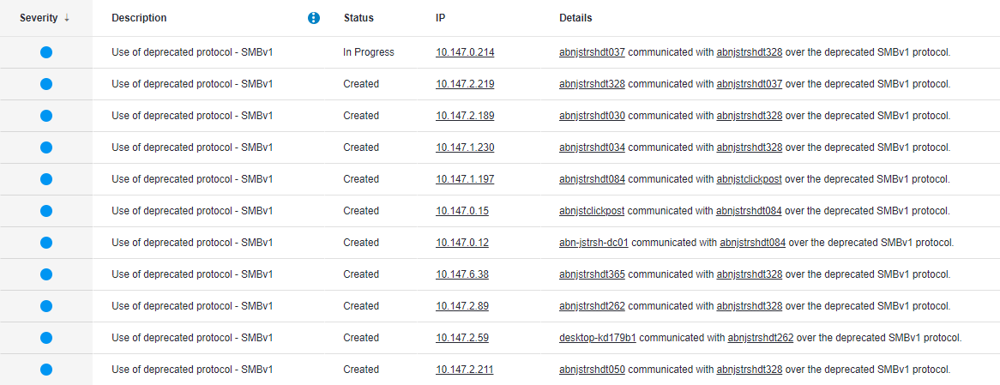 Severity ↓ Description Status IP Details
Use of deprecated protocol - SMBv1 In Progress 10.147.0.214 abnjstrshdt037 communicated with abnjstrshdt328 over the deprecated SMBv1 protocol.
Use of deprecated protocol - SMBv1 Created 10.147.2.219 abnjstrshdt328 communicated with abnjstrshdt037 over the deprecated SMBv1 protocol.
Use of deprecated protocol - SMBv1 Created 10.147.2.189 abnjstrshdt030 communicated with abnjstrshdt328 over the deprecated SMBv1 protocol.
Use of deprecated protocol - SMBv1 Created 10.147.1.230 abnjstrshdt034 communicated with abnjstrshdt328 over the deprecated SMBv1 protocol.
Use of deprecated protocol - SMBv1 Created 10.147.1.197 abnjstrshdt084 communicated with abnjstclickpost over the deprecated SMBv1 protocol.
Use of deprecated protocol - SMBv1 Created 10.147.0.15 abnjstclickpost communicated with abnjstrshdt084 over the deprecated SMBv1 protocol.
Use of deprecated protocol - SMBv1 Created 10.147.0.12 abn-jstrsh-dc01 communicated with abnjstrshdt084 over the deprecated SMBv1 protocol.
Use of deprecated protocol - SMBv1 Created 10.147.6.38 abnjstrshdt365 communicated with abnjstrshdt328 over the deprecated SMBv1 protocol.
Use of deprecated protocol - SMBv1 Created 10.147.2.89 abnjstrshdt262 communicated with abnjstrshdt328 over the deprecated SMBv1 protocol.
Use of deprecated protocol - SMBv1 Created 10.147.2.59 desktop-kd179b1 communicated with abnjstrshdt262 over the deprecated SMBv1 protocol.
Use of deprecated protocol - SMBv1 Created 10.147.2.211 abnjstrshdt050 communicated with abnjstrshdt328 over the deprecated SMBv1 protocol.